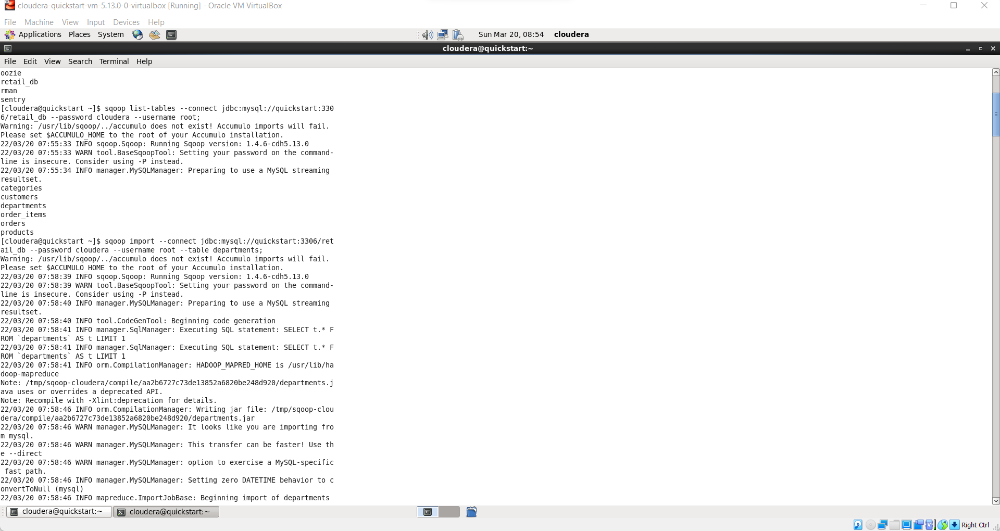 cloudera-quickstart-vm-5.13.0-0-virtualbox [Running] - Oracle VM VirtualBox
File Machine View Input Devices Help
Applications Places System Sun Mar 20, 08:54 cloudera
cloudera@quickstart:~
File Edit View Search Terminal Help
oozie
retail_db
rman
sentry
[cloudera@quickstart ~]$ sqoop list-tables --connect jdbc:mysql://quickstart:330
6/retail_db --password cloudera --username root;
Warning: /usr/lib/sqoop/../accumulo does not exist! Accumulo imports will fail.
Please set $ACCUMULO_HOME to the root of your Accumulo installation.
22/03/20 07:55:33 INFO sqoop.Sqoop: Running Sqoop version: 1.4.6-cdh5.13.0
22/03/20 07:55:33 WARN tool.BaseSqoopTool: Setting your password on the command-
line is insecure. Consider using -P instead.
22/03/20 07:55:34 INFO manager.MySQLManager: Preparing to use a MySQL streaming
resultset.
categories
customers
departments
order_items
orders
products
[cloudera@quickstart ~]$ sqoop import --connect jdbc:mysql://quickstart:3306/ret
ail_db --password cloudera --username root --table departments;
Warning: /usr/lib/sqoop/../accumulo does not exist! Accumulo imports will fail.
Please set $ACCUMULO_HOME to the root of your Accumulo installation.
22/03/20 07:58:39 INFO sqoop.Sqoop: Running Sqoop version: 1.4.6-cdh5.13.0
22/03/20 07:58:39 WARN tool.BaseSqoopTool: Setting your password on the command-
line is insecure. Consider using -P instead.
22/03/20 07:58:40 INFO manager.MySQLManager: Preparing to use a MySQL streaming
resultset.
22/03/20 07:58:40 INFO tool.CodeGenTool: Beginning code generation
22/03/20 07:58:41 INFO manager.SqlManager: Executing SQL statement: SELECT t.* F
ROM `departments` AS t LIMIT 1
22/03/20 07:58:41 INFO manager.SqlManager: Executing SQL statement: SELECT t.* F
ROM `departments` AS t LIMIT 1
22/03/20 07:58:41 INFO orm.CompilationManager: HADOOP_MAPRED_HOME is /usr/lib/ha
doop-mapreduce
Note: /tmp/sqoop-cloudera/compile/aa2b6727c73de13852a6820be248d920/departments.j
ava uses or overrides a deprecated API.
Note: Recompile with -Xlint:deprecation for details.
22/03/20 07:58:46 INFO orm.CompilationManager: Writing jar file: /tmp/sqoop-clou
dera/compile/aa2b6727c73de13852a6820be248d920/departments.jar
22/03/20 07:58:46 WARN manager.MySQLManager: It looks like you are importing fro
m mysql.
22/03/20 07:58:46 WARN manager.MySQLManager: This transfer can be faster! Use th
e --direct
22/03/20 07:58:46 WARN manager.MySQLManager: option to exercise a MySQL-specific
 fast path.
22/03/20 07:58:46 INFO manager.MySQLManager: Setting zero DATETIME behavior to c
onvertToNull (mysql)
22/03/20 07:58:46 INFO mapreduce.ImportJobBase: Beginning import of departments
cloudera@quickstart:~ cloudera@quickstart:~
Right Ctrl